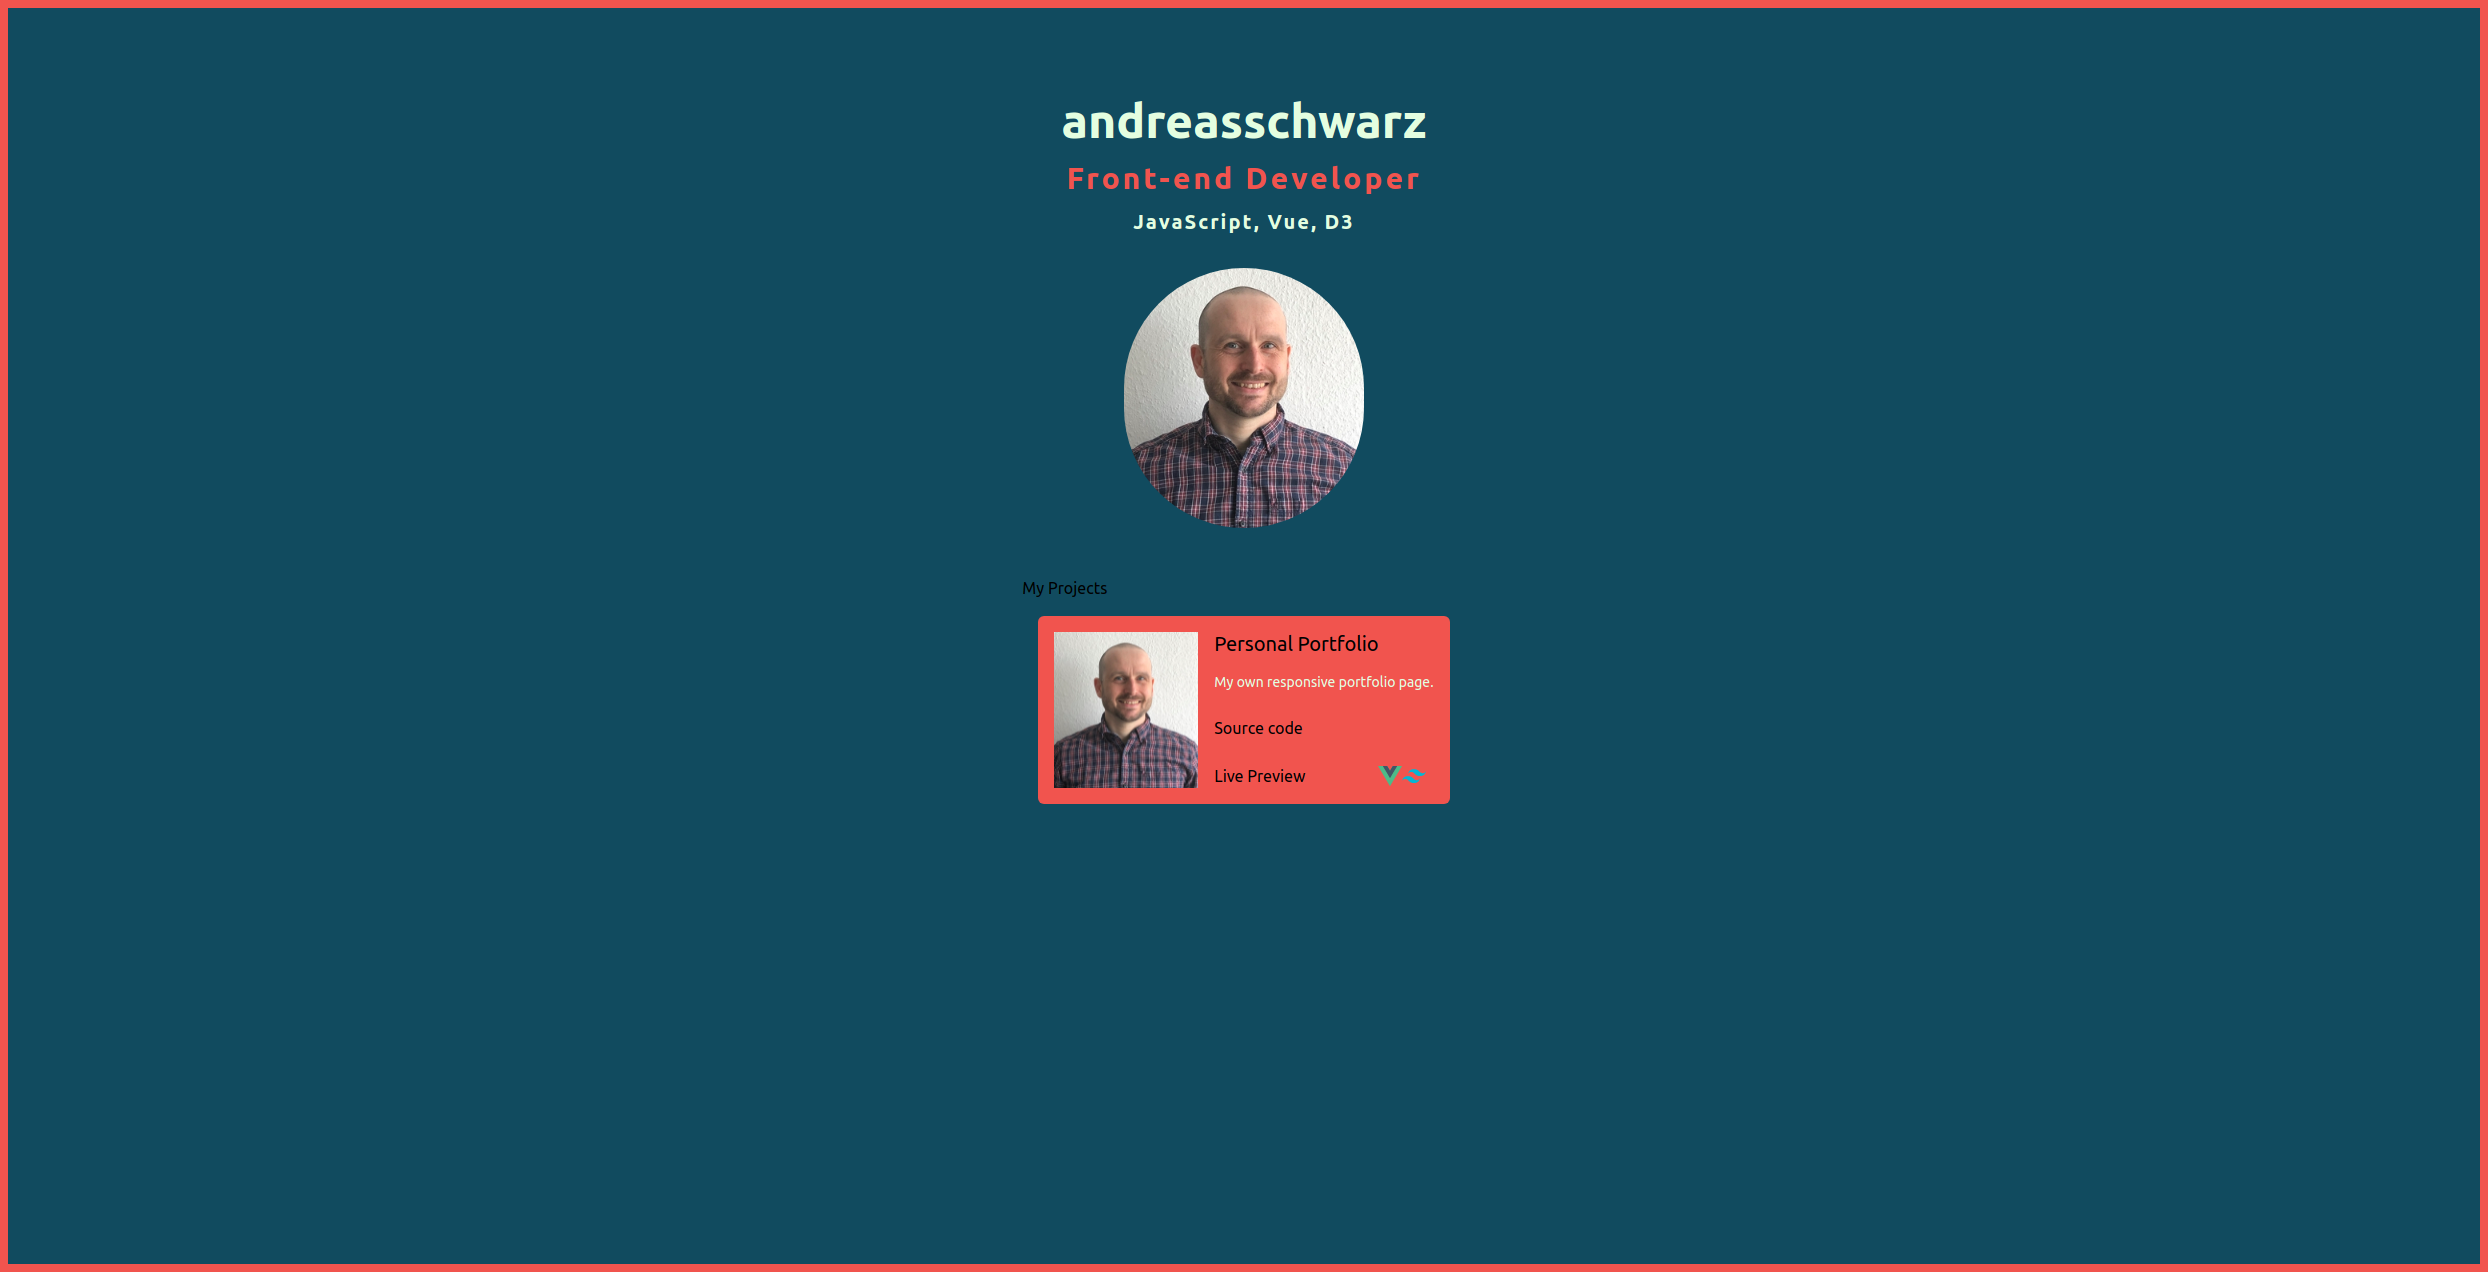 andreasschwarz
Front-end Developer
JavaScript, Vue, D3
My Projects
Personal Portfolio
My own responsive portfolio page.
Source code
Live Preview